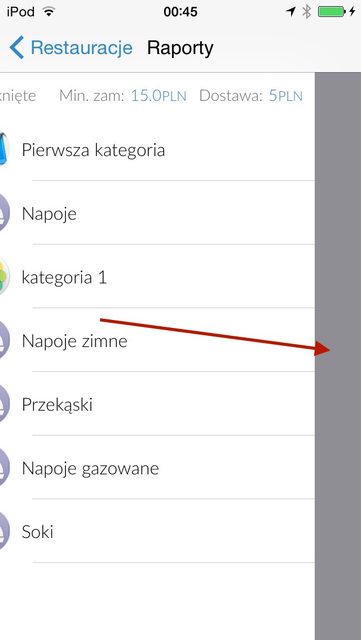 iPod 00:45
Restauracje Raporty
knięte Min. zam: 15.0PLN Dostawa: 5PLN
Pierwsza kategoria
Napoje
kategoria 1
Napoje zimne
Przekąski
Napoje gazowane
Soki